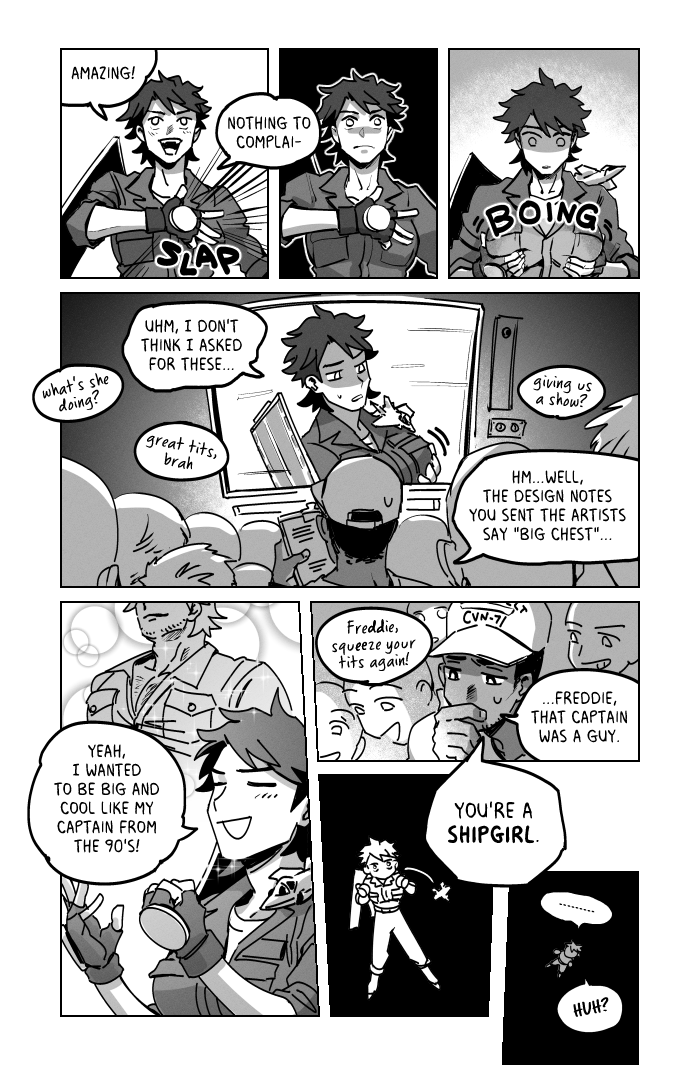 AMAZING!
NOTHING TO
COMPLAI-
SLAP
BOING
UHM, I DON'T
THINK I ASKED
FOR THESE...
what's she
doing?
great tits,
brah
giving us
a show?
HM...WELL,
THE DESIGN NOTES
YOU SENT THE ARTISTS
SAY "BIG CHEST"...
YEAH,
I WANTED
TO BE BIG AND
COOL LIKE MY
CAPTAIN FROM
THE 90'S!
Freddie,
squeeze your
tits again!
CVN-71
...FREDDIE,
THAT CAPTAIN
WAS A GUY.
YOU'RE A
SHIPGIRL.
--------
HUH?